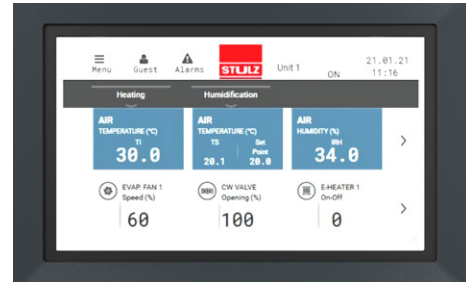 Menu Guest Alarms STULZ Unit 1 ON 21.01.21
11:16
Heating Humidification
AIR AIR AIR
TEMPERATURE (°C) TEMPERATURE (°C) HUMIDITY (%)
TI TS Set Point IRH
30.0 20.1 20.0 34.0
EVAP. FAN 1 CW VALVE E-HEATER 1
Speed (%) Opening (%) On-Off
60 100 0